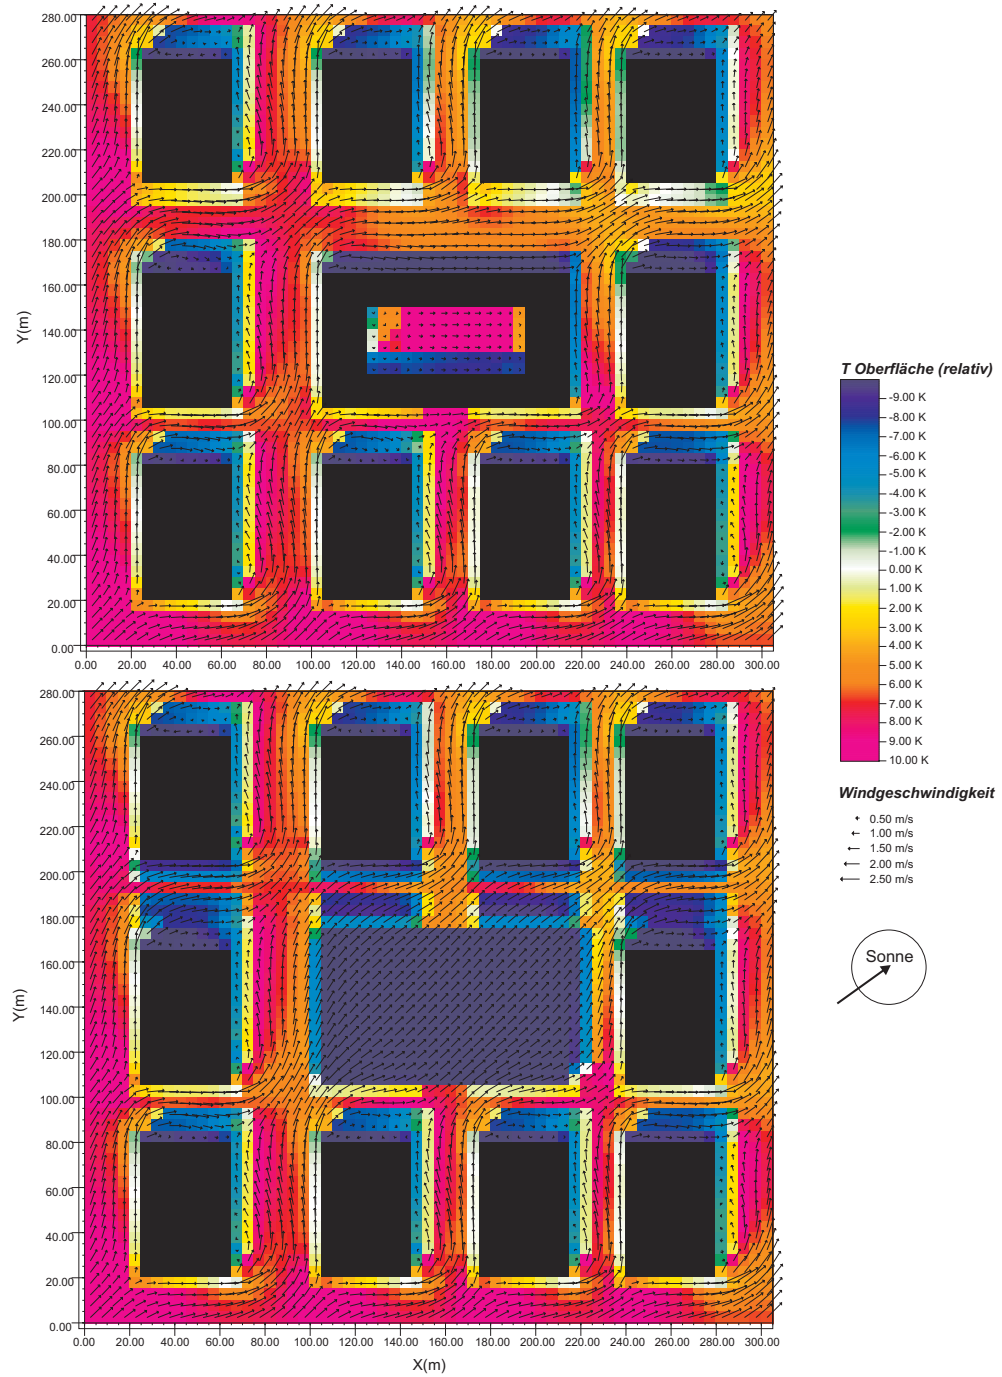 280.00
260.00
240.00
220.00
200.00
180.00
160.00
140.00
120.00
100.00
80.00
60.00
40.00
20.00
0.00
Y(m)
0.00 20.00 40.00 60.00 80.00 100.00 120.00 140.00 160.00 180.00 200.00 220.00 240.00 260.00 280.00 300.00
T Oberfläche (relativ)
-9.00 K
-8.00 K
-7.00 K
-6.00 K
-5.00 K
-4.00 K
-3.00 K
-2.00 K
-1.00 K
0.00 K
1.00 K
2.00 K
3.00 K
4.00 K
5.00 K
6.00 K
7.00 K
8.00 K
9.00 K
10.00 K
Windgeschwindigkeit
0.50 m/s
1.00 m/s
1.50 m/s
2.00 m/s
2.50 m/s
Sonne
280.00
260.00
240.00
220.00
200.00
180.00
160.00
140.00
120.00
100.00
80.00
60.00
40.00
20.00
0.00
Y(m)
0.00 20.00 40.00 60.00 80.00 100.00 120.00 140.00 160.00 180.00 200.00 220.00 240.00 260.00 280.00 300.00
X(m)